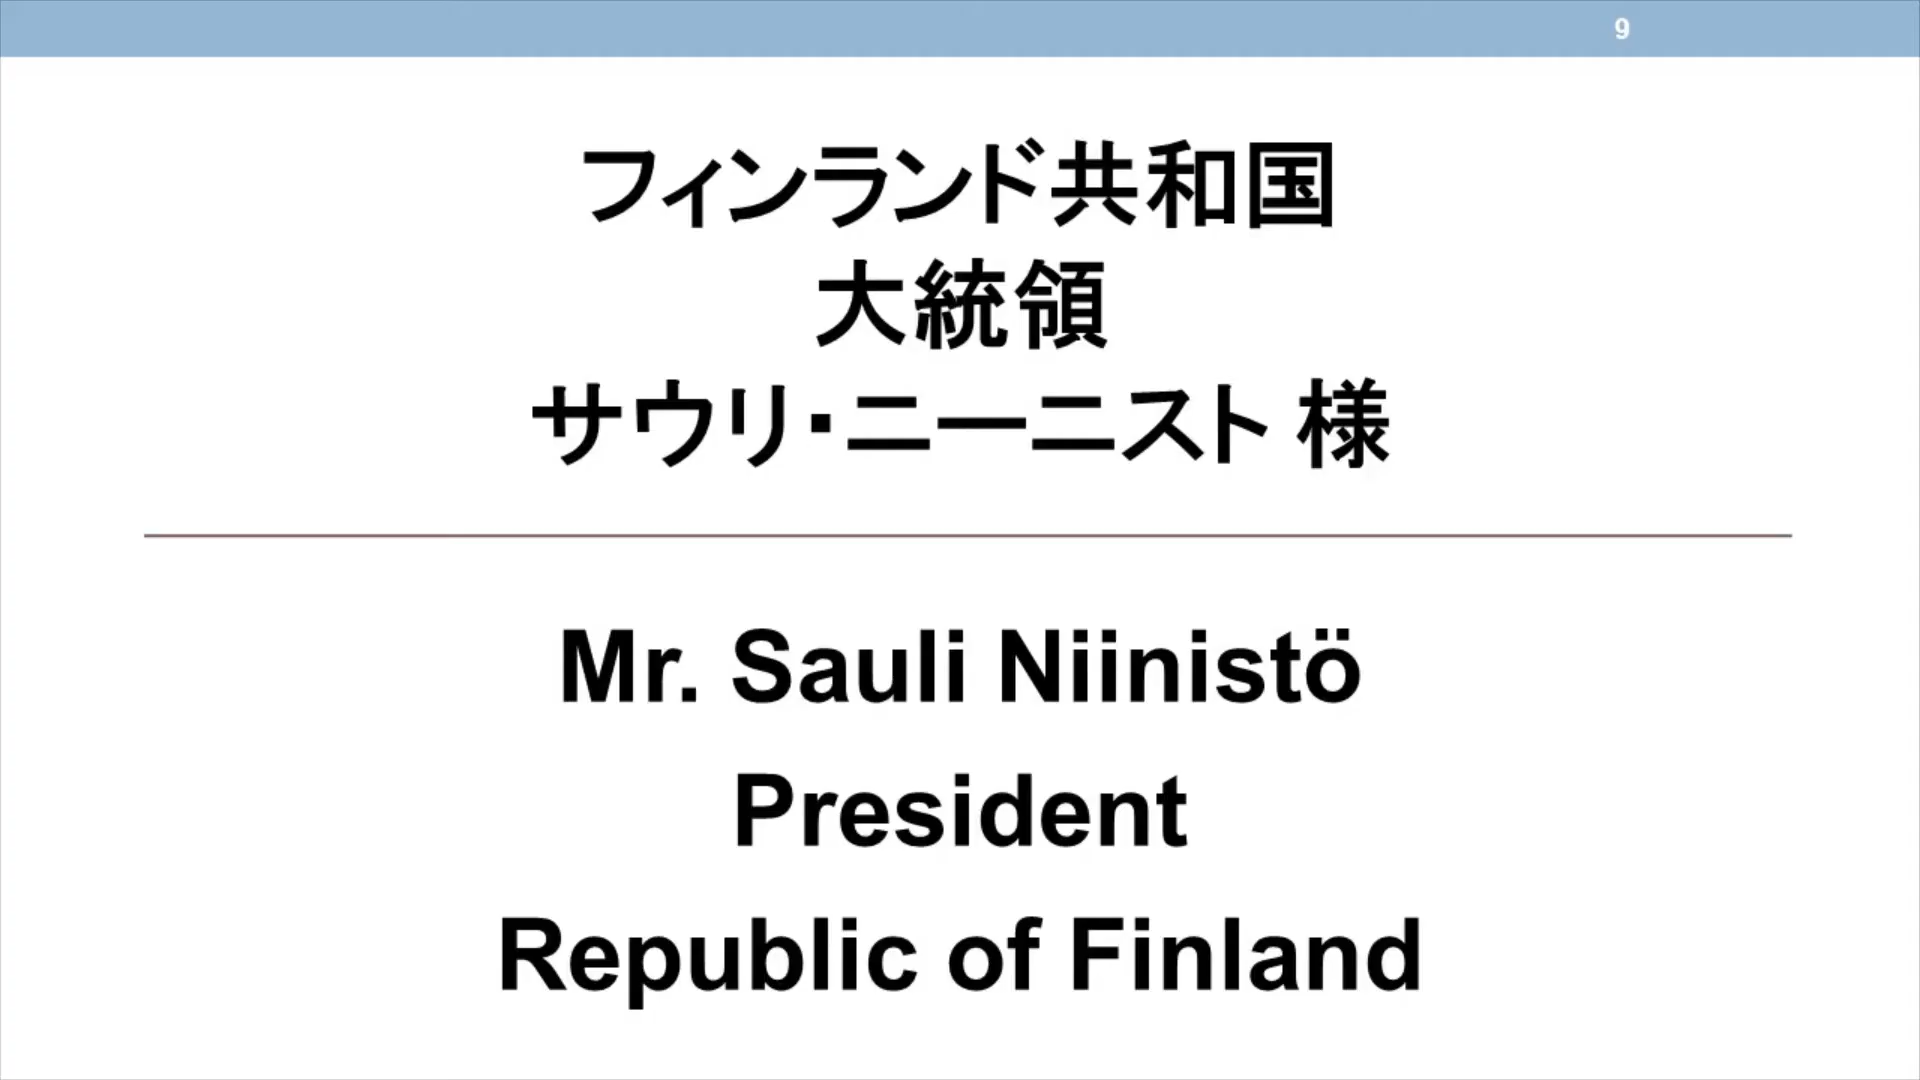 9
フィンランド共和国
大統領
サウリ・ニーニスト 様
Mr. Sauli Niinistö
President
Republic of Finland